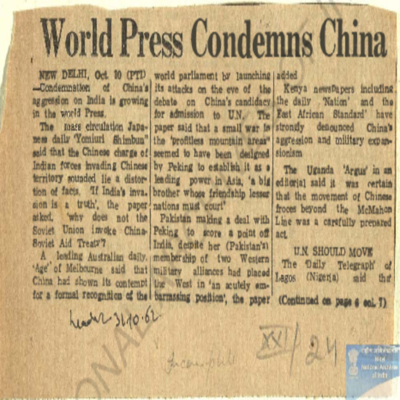 World Press Condemns China
NEW DELHI, Oct. 30 (PTI)
—Condemnation of China's
aggression on India is growing
in the world Press.
The mass circulation Japa-
nese daily 'Yomiuri Shimbun'
said that the Chinese charge of
Indian forces invading Chinese
territory sounded like a distor-
tion of facts. 'If India's inva-
sion is a truth', the paper
asked, 'why does not the
Soviet Union invoke China-
Soviet Aid Treaty'?
A leading Australian daily,
'Age' of Melbourne said that
China had shown its contempt
for a formal recognition of the
world parliament by launching
its attacks on the eve of the
debate on China's candidacy
for admission to U.N. The
paper said that a small war in
the 'profitless mountain areas'
seemed to have been designed
by Peking to establish it as a
leading power in Asia, 'a big
brother whose friendship lesser
nations must court'
Pakistan making a deal with
Peking to score a point off
India, despite her (Pakistan's)
membership of two Western
military alliances had placed
the West in 'an acutely em-
barrassing position', the paper
added
Kenya newspapers including
the daily 'Nation' and the
East African Standard' have
strongly denounced China's
aggression and military expan-
sionism
The Uganda 'Argus' in an
editorial said it was certain
that the movement of Chinese
froces beyond the McMahon
Line was a carefully prepared
act.
U.N. SHOULD MOVE
The 'Daily Telegraph' of
Lagos (Nigeria) said that
(Continued on page 6 col. 7)
Leader 31.10.62
XXI/24